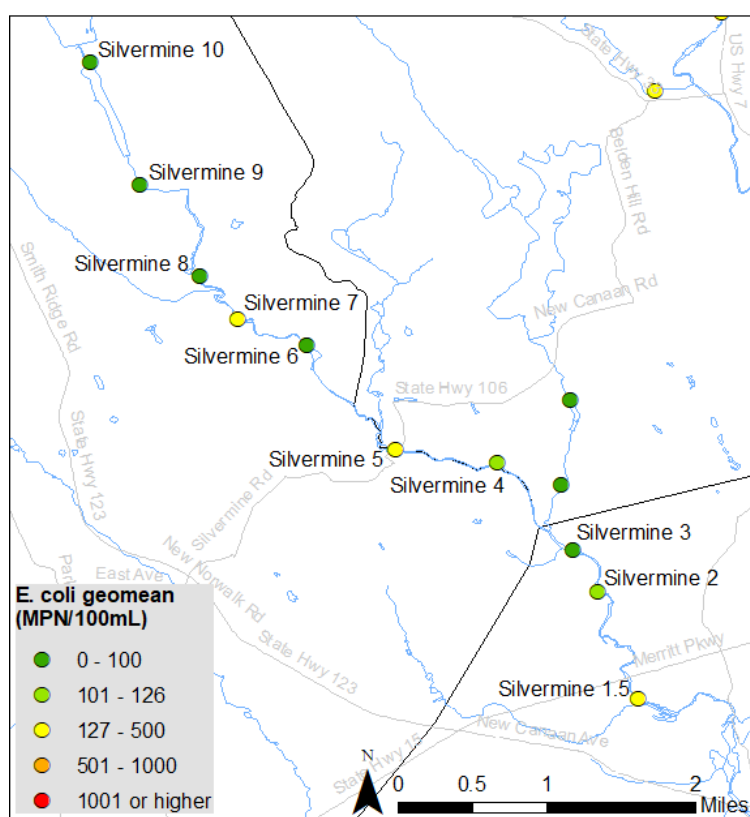 Silvermine 10
State Hwy 33
US Hwy 7
Belden Hill Rd
Silvermine 9
Silvermine 8
Smith Ridge Rd
Silvermine 7
New Canaan Rd
Silvermine 6
State Hwy 106
State Hwy 123
Silvermine 5
Silvermine 4
Silvermine Rd
New Norwalk Rd
Silvermine 3
East Ave
Silvermine 2
State Hwy 123
Merritt Pkwy
Silvermine 1.5
New Canaan Ave
State Hwy 15
E. coli geomean
(MPN/100mL)
0 - 100
101 - 126
127 - 500
501 - 1000
1001 or higher
N
0 0.5 1 2
Miles